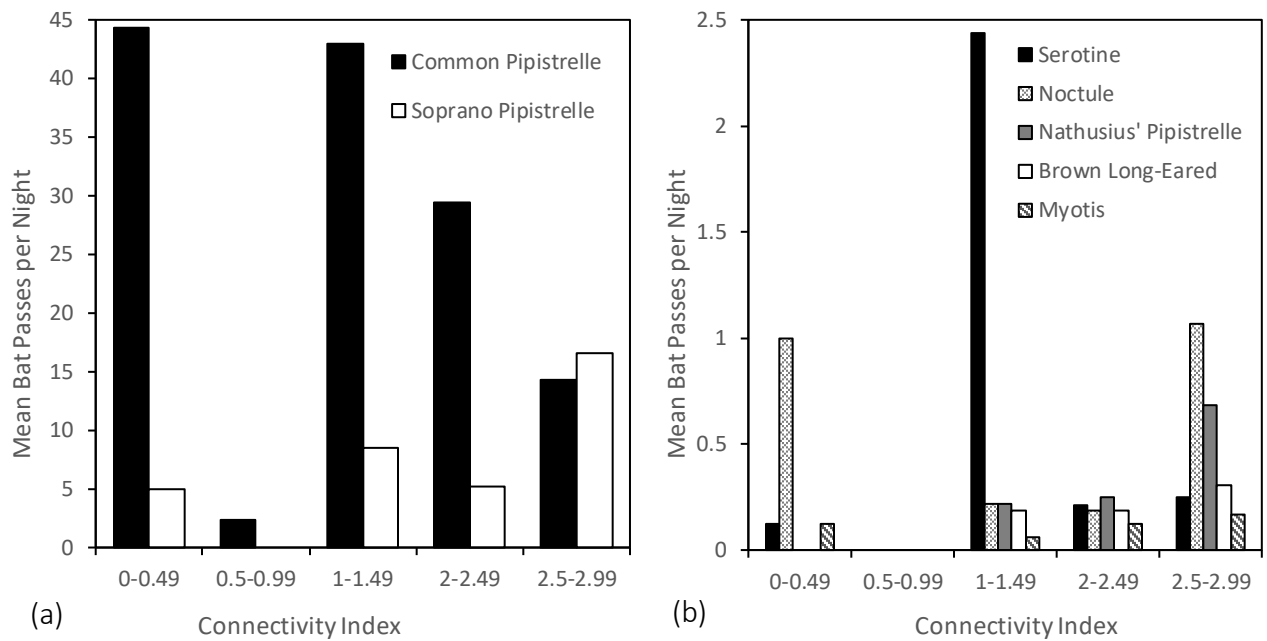 45
40
35
30
25
20
15
10
5
0
Mean Bat Passes per Night
Common Pipistrelle
Soprano Pipistrelle
0-0.49 0.5-0.99 1-1.49 2-2.49 2.5-2.99
(a)
Connectivity Index
2.5
2
1.5
1
0.5
0
Mean Bat Passes per Night
Serotine
Noctule
Nathusius' Pipistrelle
Brown Long-Eared
Myotis
0-0.49 0.5-0.99 1-1.49 2-2.49 2.5-2.99
(b)
Connectivity Index